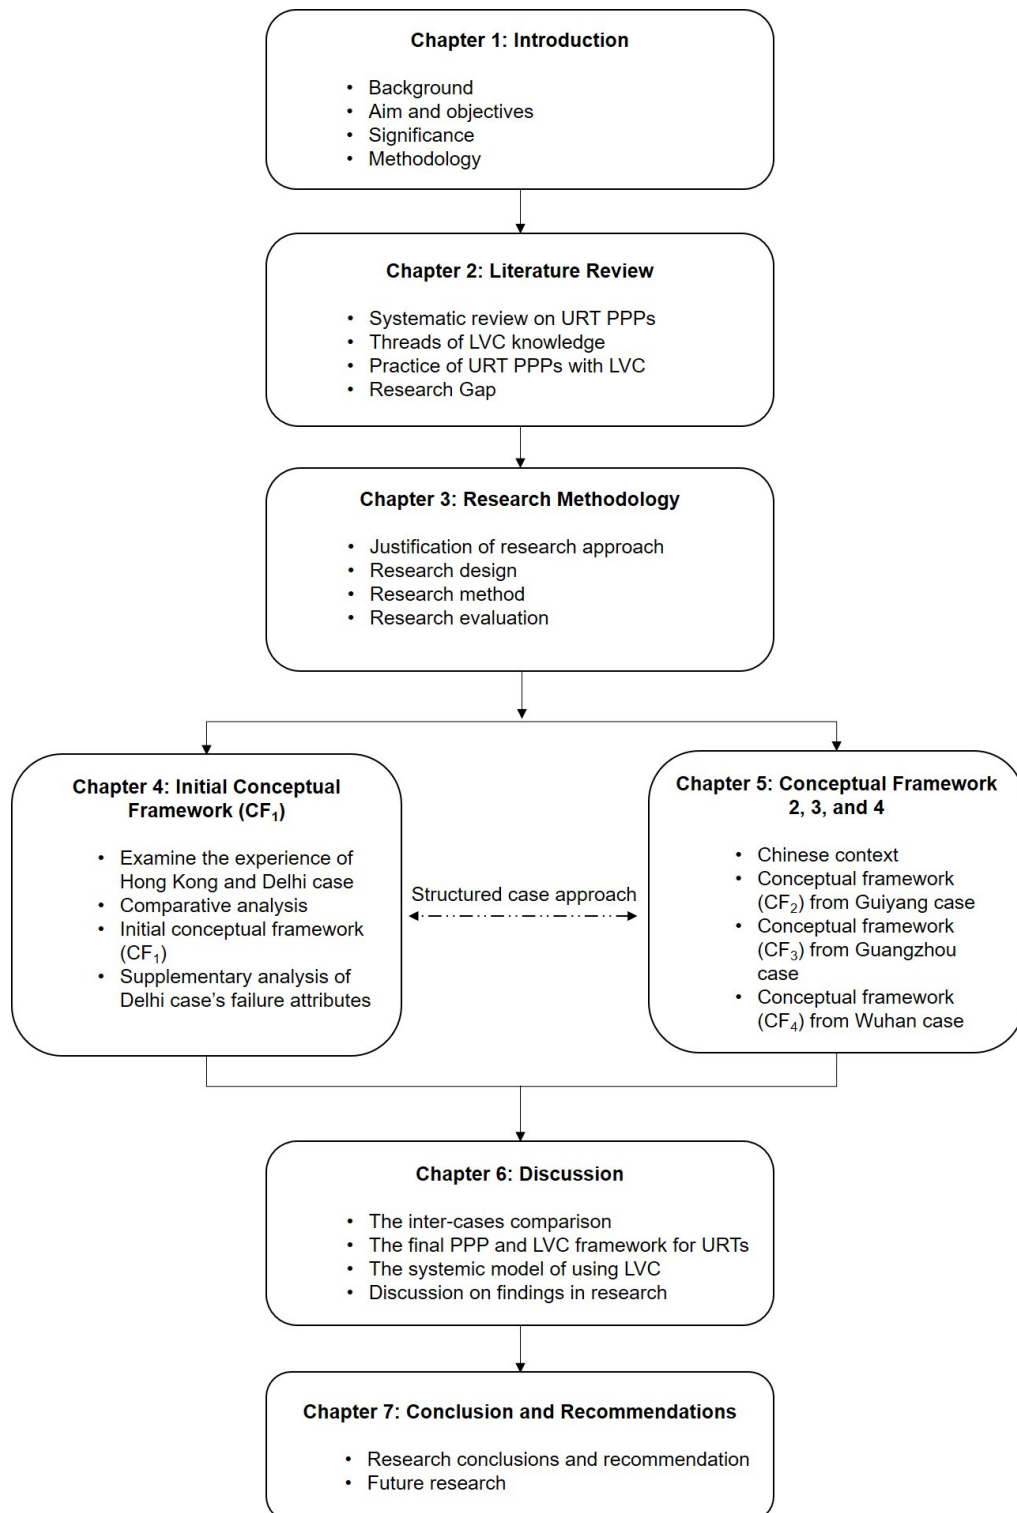 Chapter 1: Introduction
• Background
• Aim and objectives
• Significance
• Methodology
Chapter 2: Literature Review
• Systematic review on URT PPPs
• Threads of LVC knowledge
• Practice of URT PPPs with LVC
• Research Gap
Chapter 3: Research Methodology
• Justification of research approach
• Research design
• Research method
• Research evaluation
Chapter 4: Initial Conceptual
Framework (CF₁)
• Examine the experience of
Hong Kong and Delhi case
• Comparative analysis
• Initial conceptual framework
(CF₁)
• Supplementary analysis of
Delhi case’s failure attributes
Structured case approach
Chapter 5: Conceptual Framework
2, 3, and 4
• Chinese context
• Conceptual framework
(CF₂) from Guiyang case
• Conceptual framework
(CF₃) from Guangzhou
case
• Conceptual framework
(CF₄) from Wuhan case
Chapter 6: Discussion
• The inter-cases comparison
• The final PPP and LVC framework for URTs
• The systemic model of using LVC
• Discussion on findings in research
Chapter 7: Conclusion and Recommendations
• Research conclusions and recommendation
• Future research